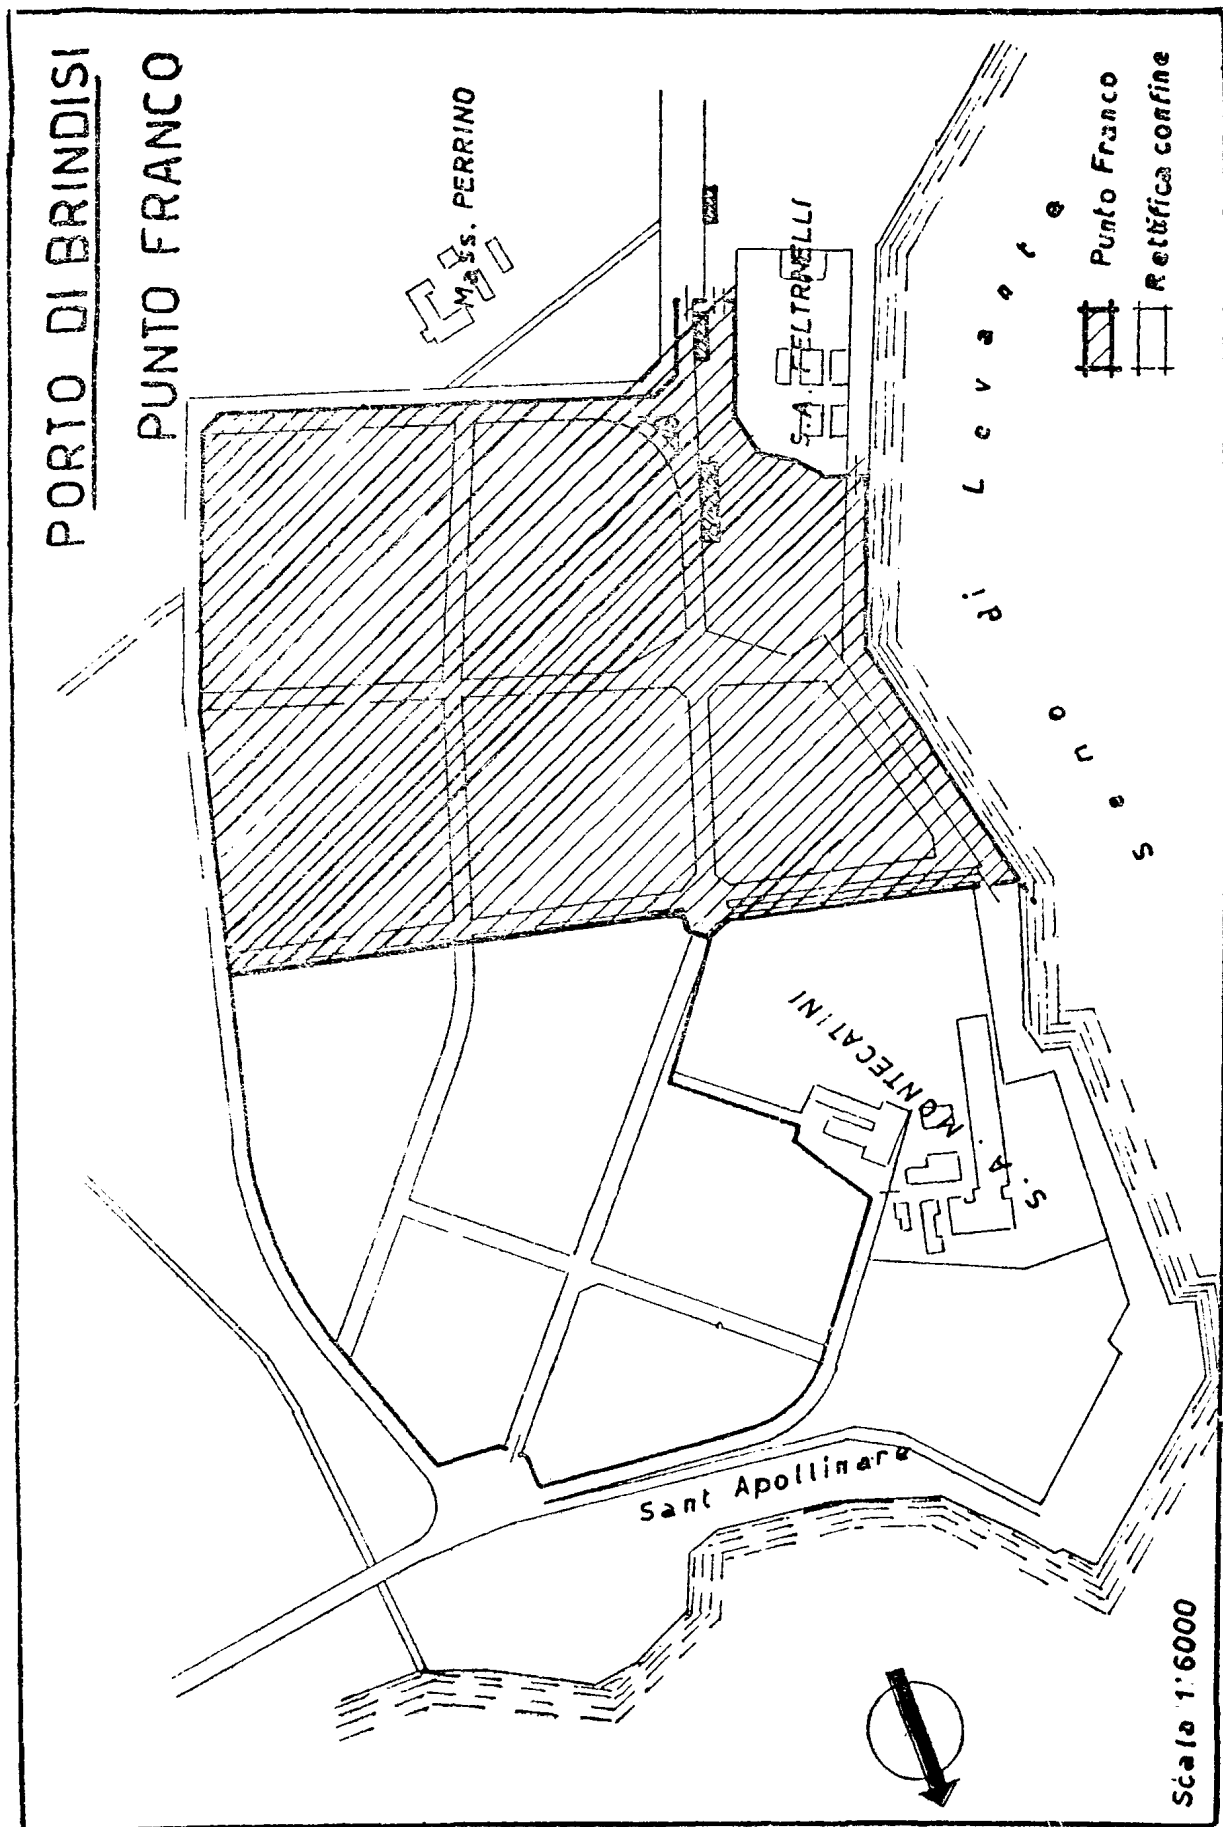 PORTO DI BRINDISI
PUNTO FRANCO
Mass. PERRINO
S.A. FELTRINELLI
Seno di Levante
S.A. MONTECATINI
Sant Apollinare
Punto Franco
Rettifica confine
Scala 1:6000